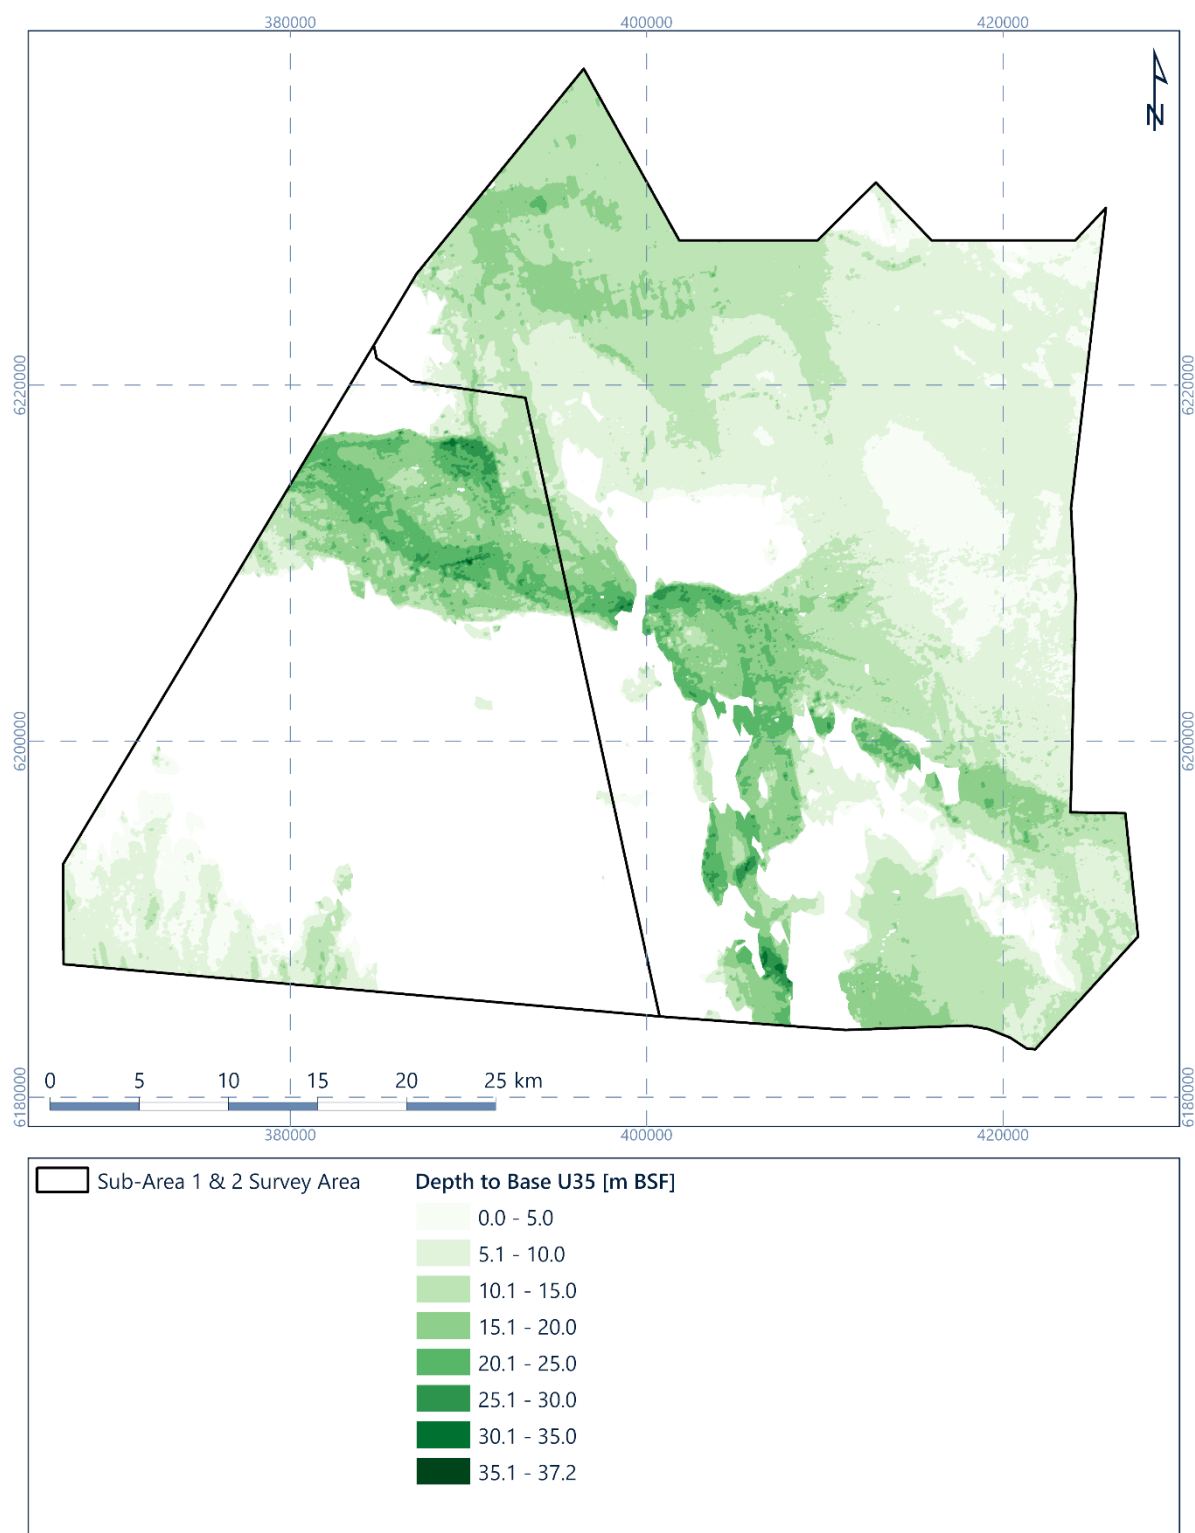 380000 400000 420000
N
6220000 6220000
6200000 6200000
0 5 10 15 20 25 km
6180000 6180000
380000 400000 420000
Sub-Area 1 & 2 Survey Area
Depth to Base U35 [m BSF]
0.0 - 5.0
5.1 - 10.0
10.1 - 15.0
15.1 - 20.0
20.1 - 25.0
25.1 - 30.0
30.1 - 35.0
35.1 - 37.2